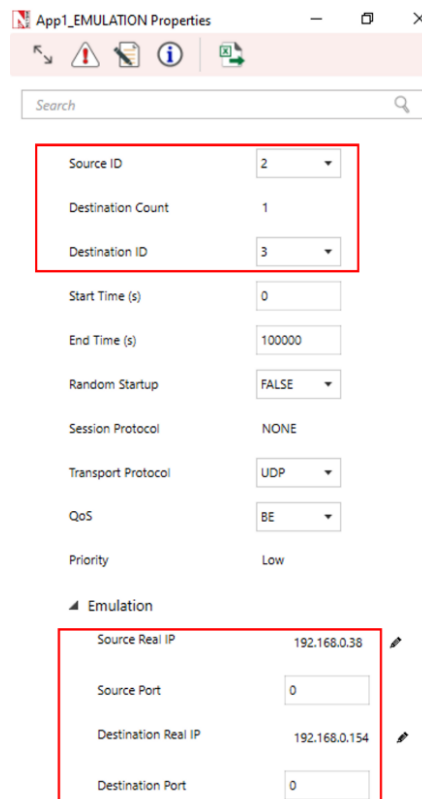 App1_EMULATION Properties
Search
Source ID 2
Destination Count 1
Destination ID 3
Start Time (s) 0
End Time (s) 100000
Random Startup FALSE
Session Protocol NONE
Transport Protocol UDP
QoS BE
Priority Low
Emulation
Source Real IP 192.168.0.38
Source Port 0
Destination Real IP 192.168.0.154
Destination Port 0